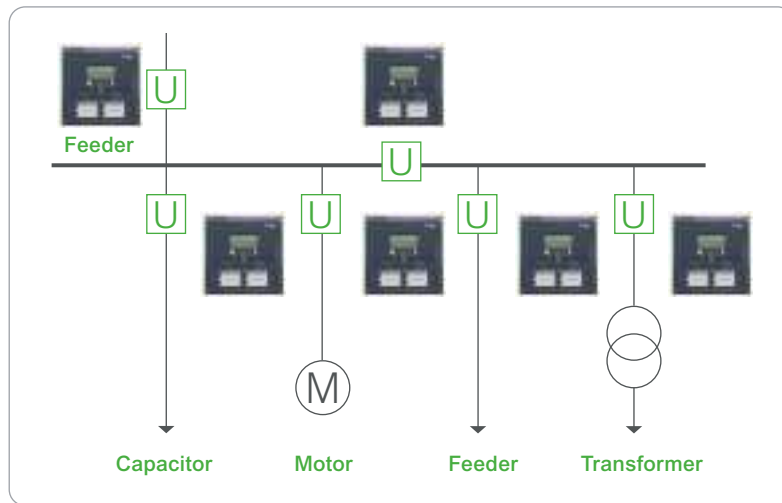 U
Feeder
U
U U U U
M
Capacitor Motor Feeder Transformer